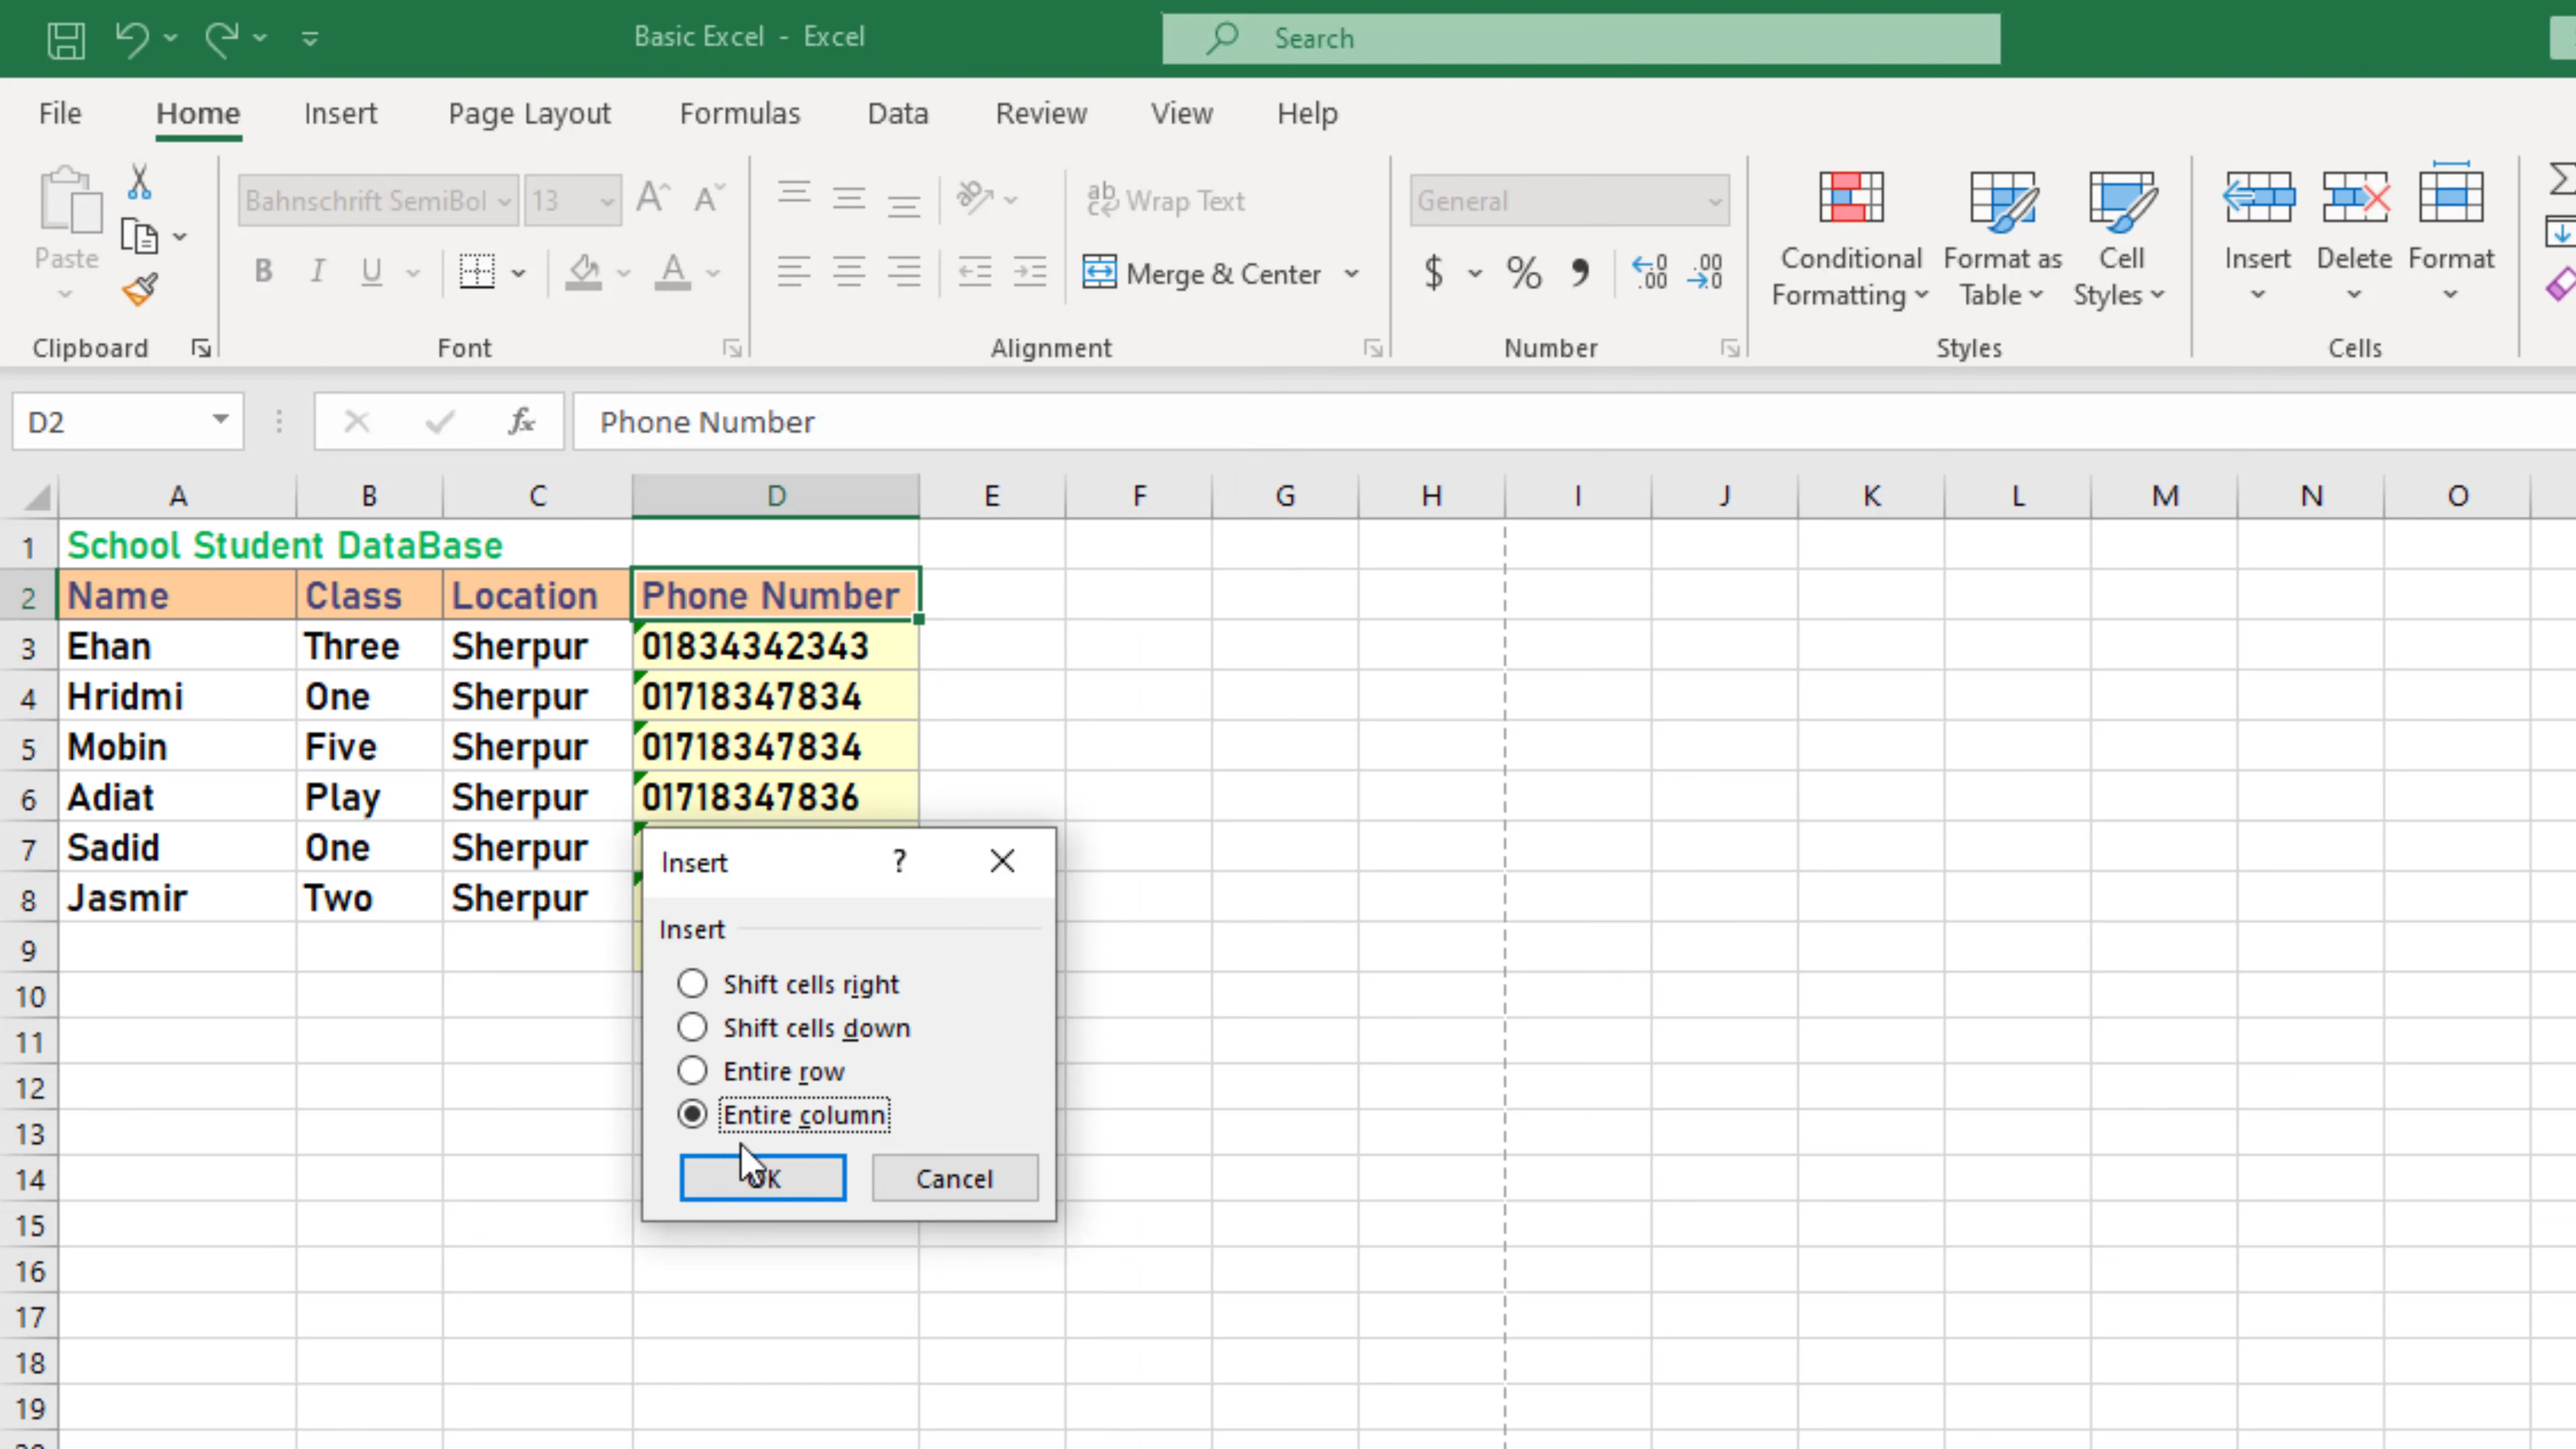 Basic Excel - Excel
Search
File Home Insert Page Layout Formulas Data Review View Help
Paste
Clipboard
Bahnschrift SemiBol 13
B I U
Font
Wrap Text
Merge & Center
Alignment
General
$ % ,
Number
Conditional Formatting
Format as Table
Cell Styles
Styles
Insert Delete Format
Cells
D2 fx Phone Number
A B C D E F G H I J K L M N O
1 School Student DataBase
2 Name Class Location Phone Number
3 Ehan Three Sherpur 01834342343
4 Hridmi One Sherpur 01718347834
5 Mobin Five Sherpur 01718347834
6 Adiat Play Sherpur 01718347836
7 Sadid One Sherpur
8 Jasmir Two Sherpur
9
10
11
12
13
14
15
16
17
18
19
Insert ?
Insert
Shift cells right
Shift cells down
Entire row
Entire column
OK Cancel